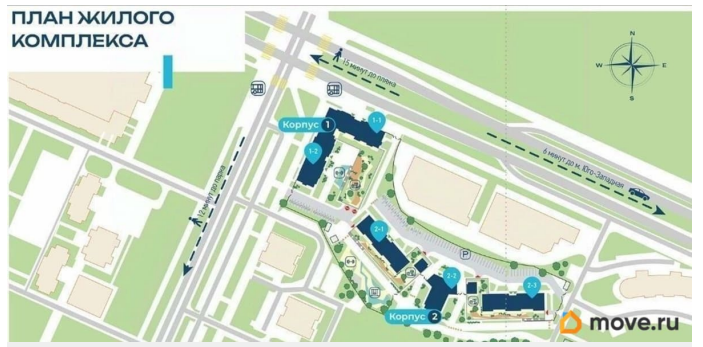 ПЛАН ЖИЛОГО
КОМПЛЕКСА
15 минут до пляжа
N
W
E
S
Корпус 1
1-1
1-2
6 минут до м. Юго-Западная
12 минут до парка
2-1
P
2-2
2-3
Корпус 2
move.ru